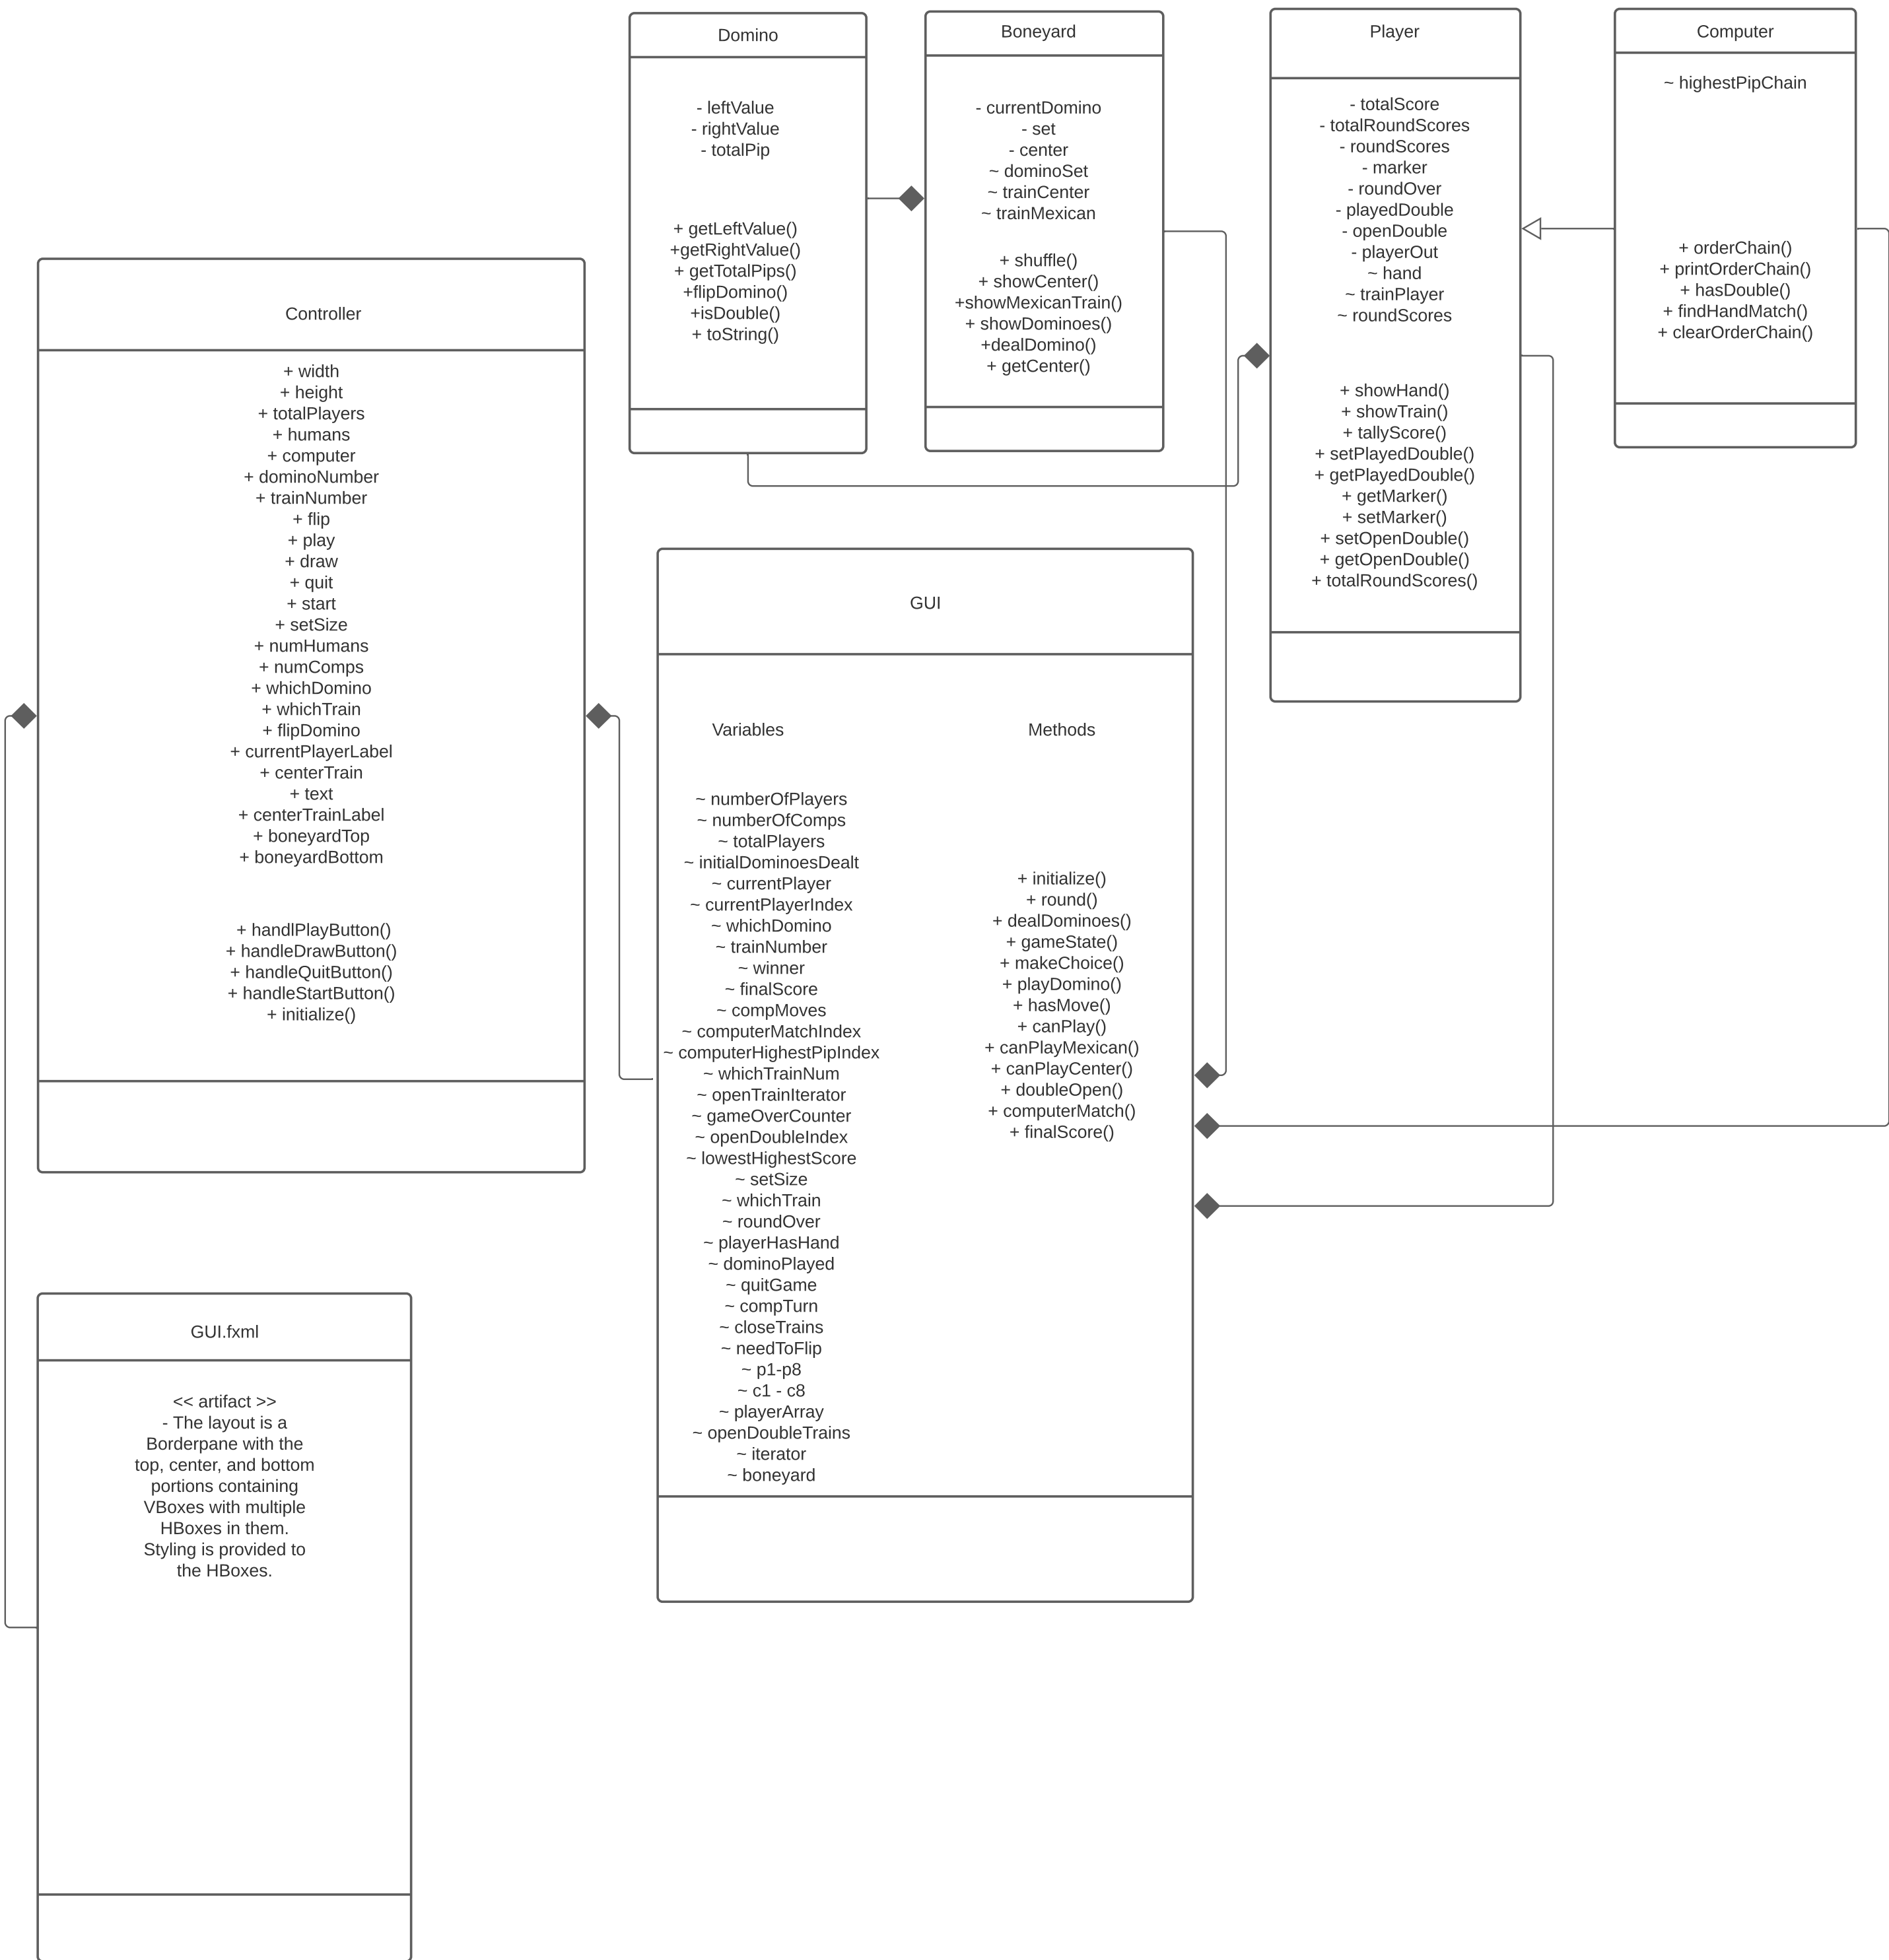 Domino
- leftValue
- rightValue
- totalPip
+ getLeftValue()
+getRightValue()
+ getTotalPips()
+flipDomino()
+isDouble()
+ toString()
Boneyard
- currentDomino
- set
- center
~ dominoSet
~ trainCenter
~ trainMexican
+ shuffle()
+ showCenter()
+showMexicanTrain()
+ showDominoes()
+dealDomino()
+ getCenter()
Player
- totalScore
- totalRoundScores
- roundScores
- marker
- roundOver
- playedDouble
- openDouble
- playerOut
~ hand
~ trainPlayer
~ roundScores
+ showHand()
+ showTrain()
+ tallyScore()
+ setPlayedDouble()
+ getPlayedDouble()
+ getMarker()
+ setMarker()
+ setOpenDouble()
+ getOpenDouble()
+ totalRoundScores()
Computer
~ highestPipChain
+ orderChain()
+ printOrderChain()
+ hasDouble()
+ findHandMatch()
+ clearOrderChain()
Controller
+ width
+ height
+ totalPlayers
+ humans
+ computer
+ dominoNumber
+ trainNumber
+ flip
+ play
+ draw
+ quit
+ start
+ setSize
+ numHumans
+ numComps
+ whichDomino
+ whichTrain
+ flipDomino
+ currentPlayerLabel
+ centerTrain
+ text
+ centerTrainLabel
+ boneyardTop
+ boneyardBottom
+ handlPlayButton()
+ handleDrawButton()
+ handleQuitButton()
+ handleStartButton()
+ initialize()
GUI
Variables
~ numberOfPlayers
~ numberOfComps
~ totalPlayers
~ initialDominoesDealt
~ currentPlayer
~ currentPlayerIndex
~ whichDomino
~ trainNumber
~ winner
~ finalScore
~ compMoves
~ computerMatchIndex
~ computerHighestPipIndex
~ whichTrainNum
~ openTrainIterator
~ gameOverCounter
~ openDoubleIndex
~ lowestHighestScore
~ setSize
~ whichTrain
~ roundOver
~ playerHasHand
~ dominoPlayed
~ quitGame
~ compTurn
~ closeTrains
~ needToFlip
~ p1-p8
~ c1 - c8
~ playerArray
~ openDoubleTrains
~ iterator
~ boneyard
Methods
+ initialize()
+ round()
+ dealDominoes()
+ gameState()
+ makeChoice()
+ playDomino()
+ hasMove()
+ canPlay()
+ canPlayMexican()
+ canPlayCenter()
+ doubleOpen()
+ computerMatch()
+ finalScore()
GUI.fxml
<< artifact >>
- The layout is a
Borderpane with the
top, center, and bottom
portions containing
VBoxes with multiple
HBoxes in them.
Styling is provided to
the HBoxes.